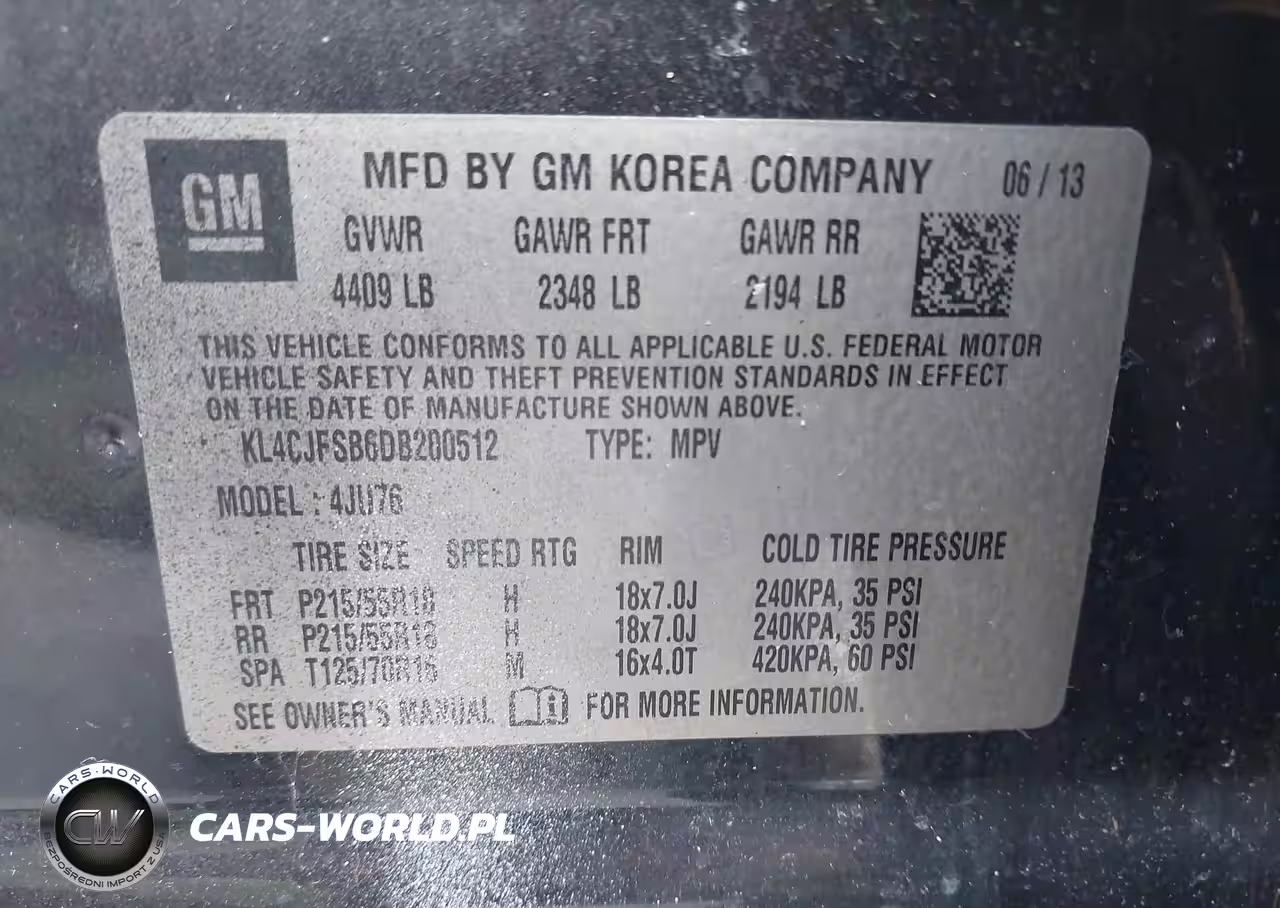 GM
MFD BY GM KOREA COMPANY 06 / 13
GVWR GAWR FRT GAWR RR
4409 LB 2348 LB 2194 LB
THIS VEHICLE CONFORMS TO ALL APPLICABLE U.S. FEDERAL MOTOR
VEHICLE SAFETY AND THEFT PREVENTION STANDARDS IN EFFECT
ON THE DATE OF MANUFACTURE SHOWN ABOVE.
KL4CJFSB6DB200512 TYPE: MPV
MODEL : 4JU76
TIRE SIZE SPEED RTG RIM COLD TIRE PRESSURE
FRT P215/55R18 H 18x7.0J 240KPA, 35 PSI
RR P215/55R18 H 18x7.0J 240KPA, 35 PSI
SPA T125/70R16 M 16x4.0T 420KPA, 60 PSI
SEE OWNER'S MANUAL FOR MORE INFORMATION.
CARS-WORLD
CW
BEZPOŚREDNI IMPORT Z USA
CARS-WORLD.PL